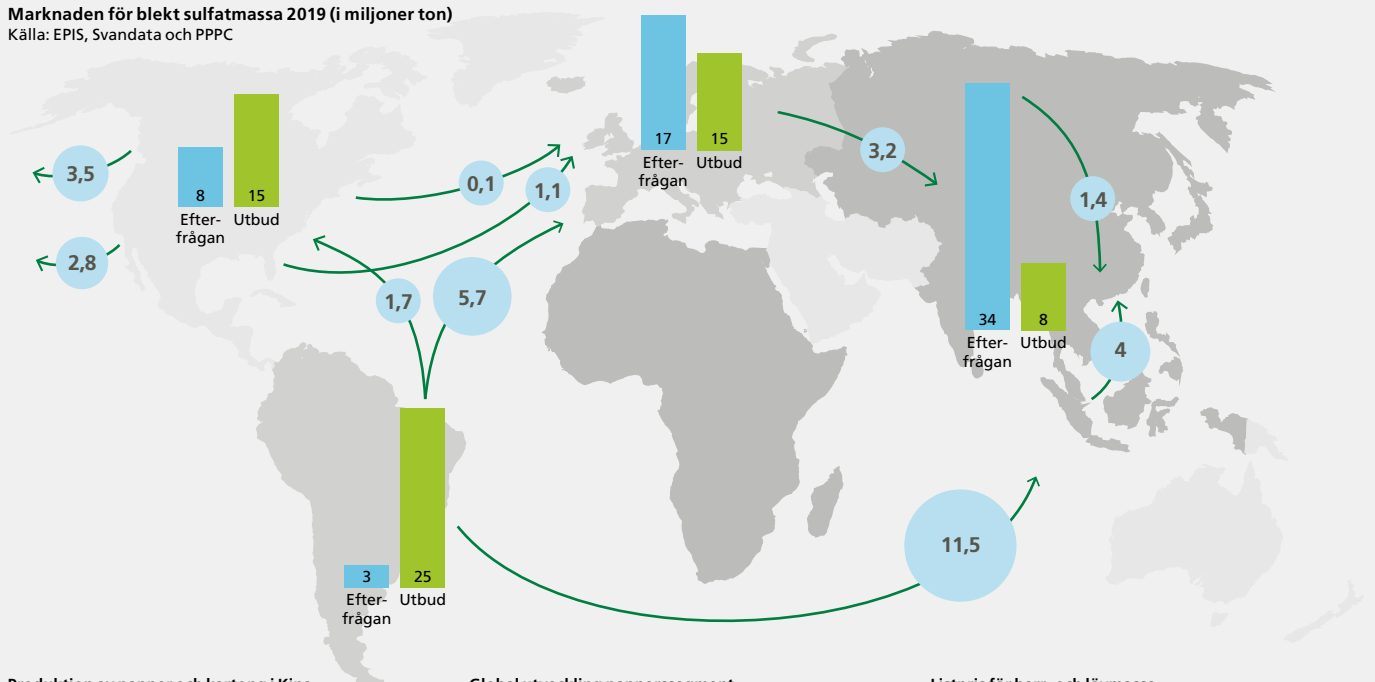 Marknaden för blekt sulfatmassa 2019 (i miljoner ton)
Källa: EPIS, Svandata och PPPC
3,5
2,8
8
Efter-
frågan
15
Utbud
0,1
1,1
1,7
5,7
17
Efter-
frågan
15
Utbud
3,2
34
Efter-
frågan
8
Utbud
1,4
4
3
Efter-
frågan
25
Utbud
11,5